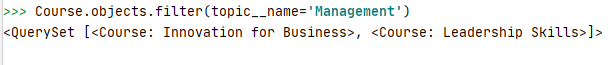 >>> Course.objects.filter(topic__name='Management')
<QuerySet [<Course: Innovation for Business>, <Course: Leadership Skills>]>